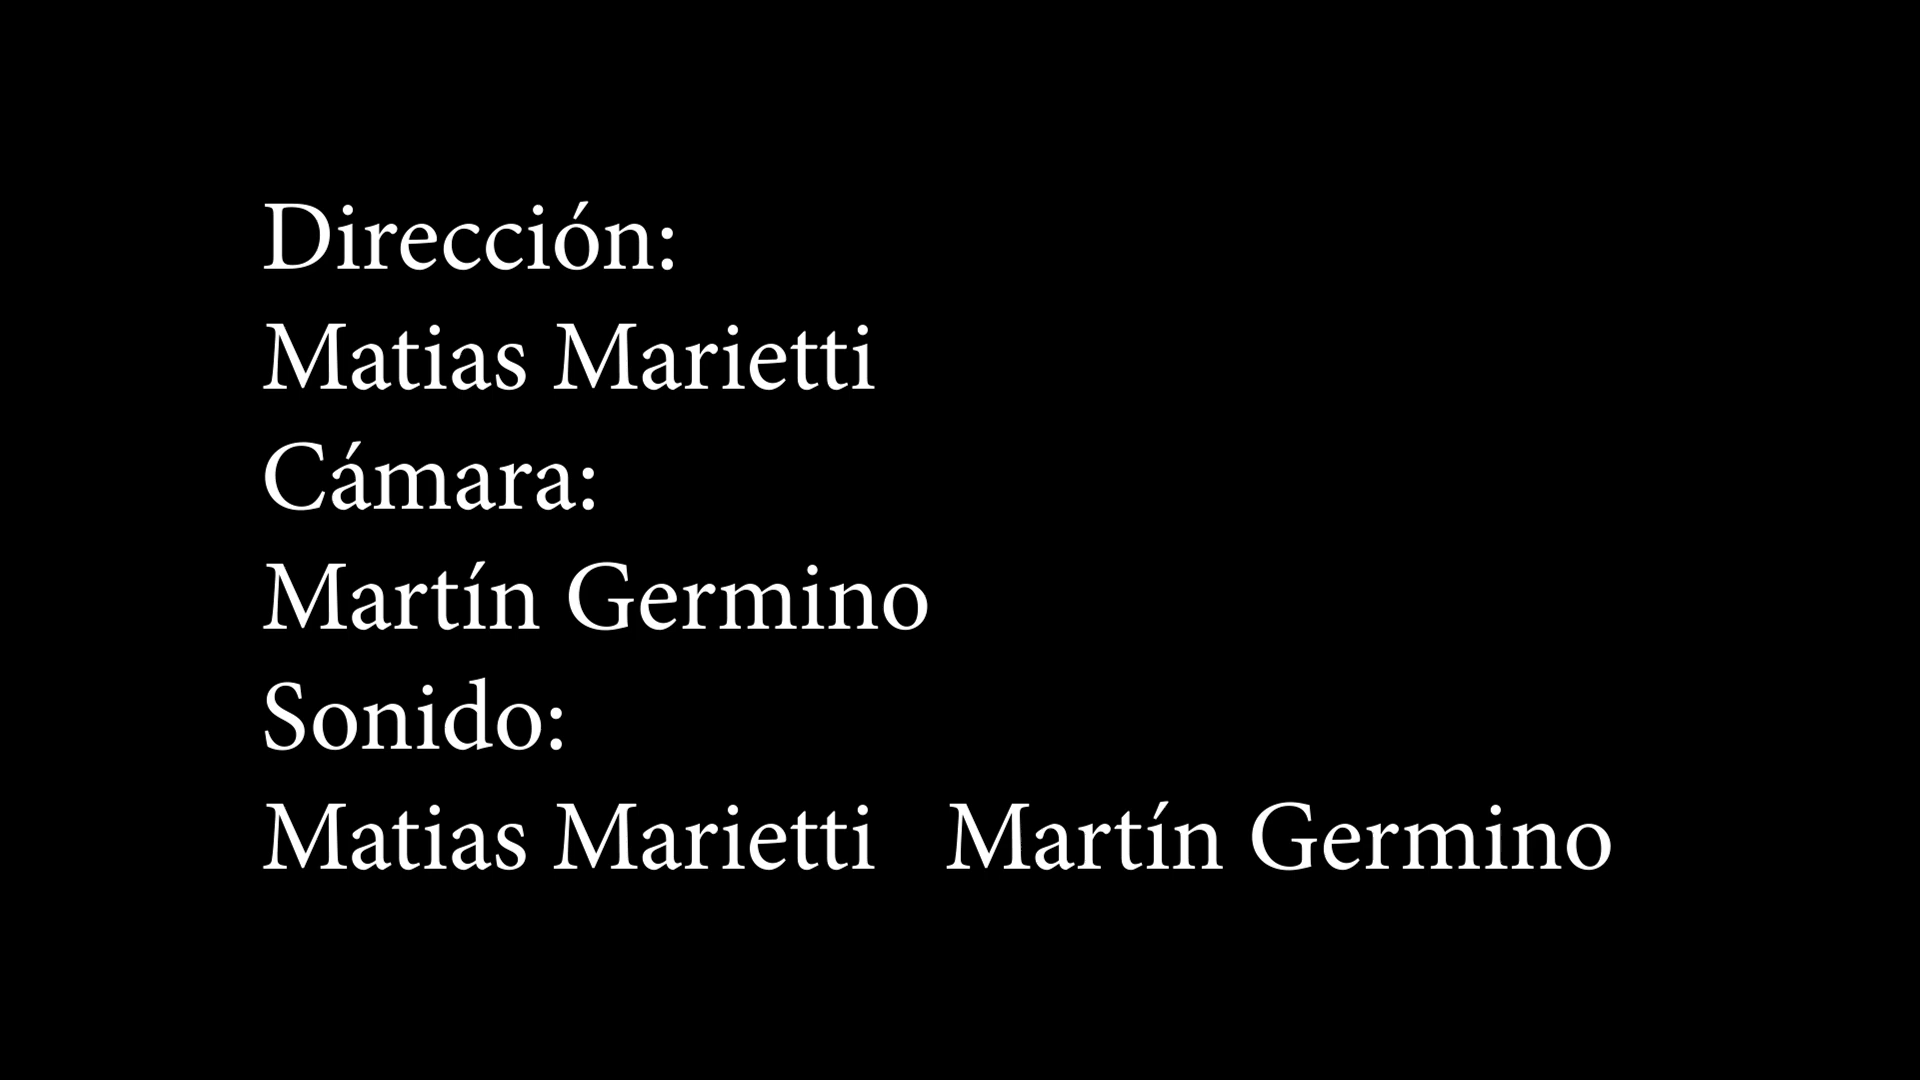 Dirección:
Matias Marietti
Cámara:
Martín Germino
Sonido:
Matias Marietti   Martín Germino